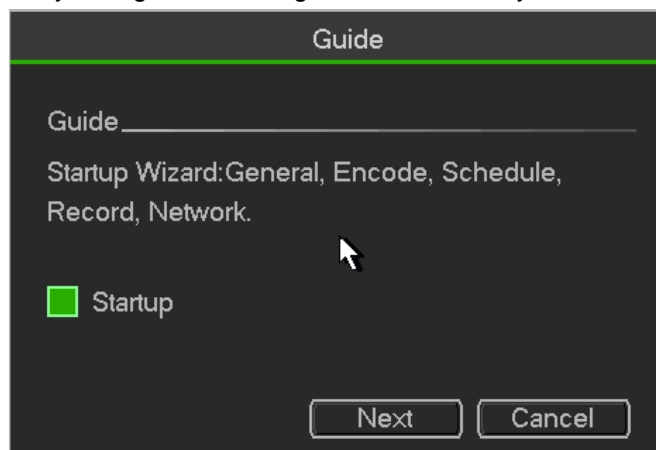 Guide
Guide
Startup Wizard:General, Encode, Schedule,
Record, Network.
Startup
Next Cancel